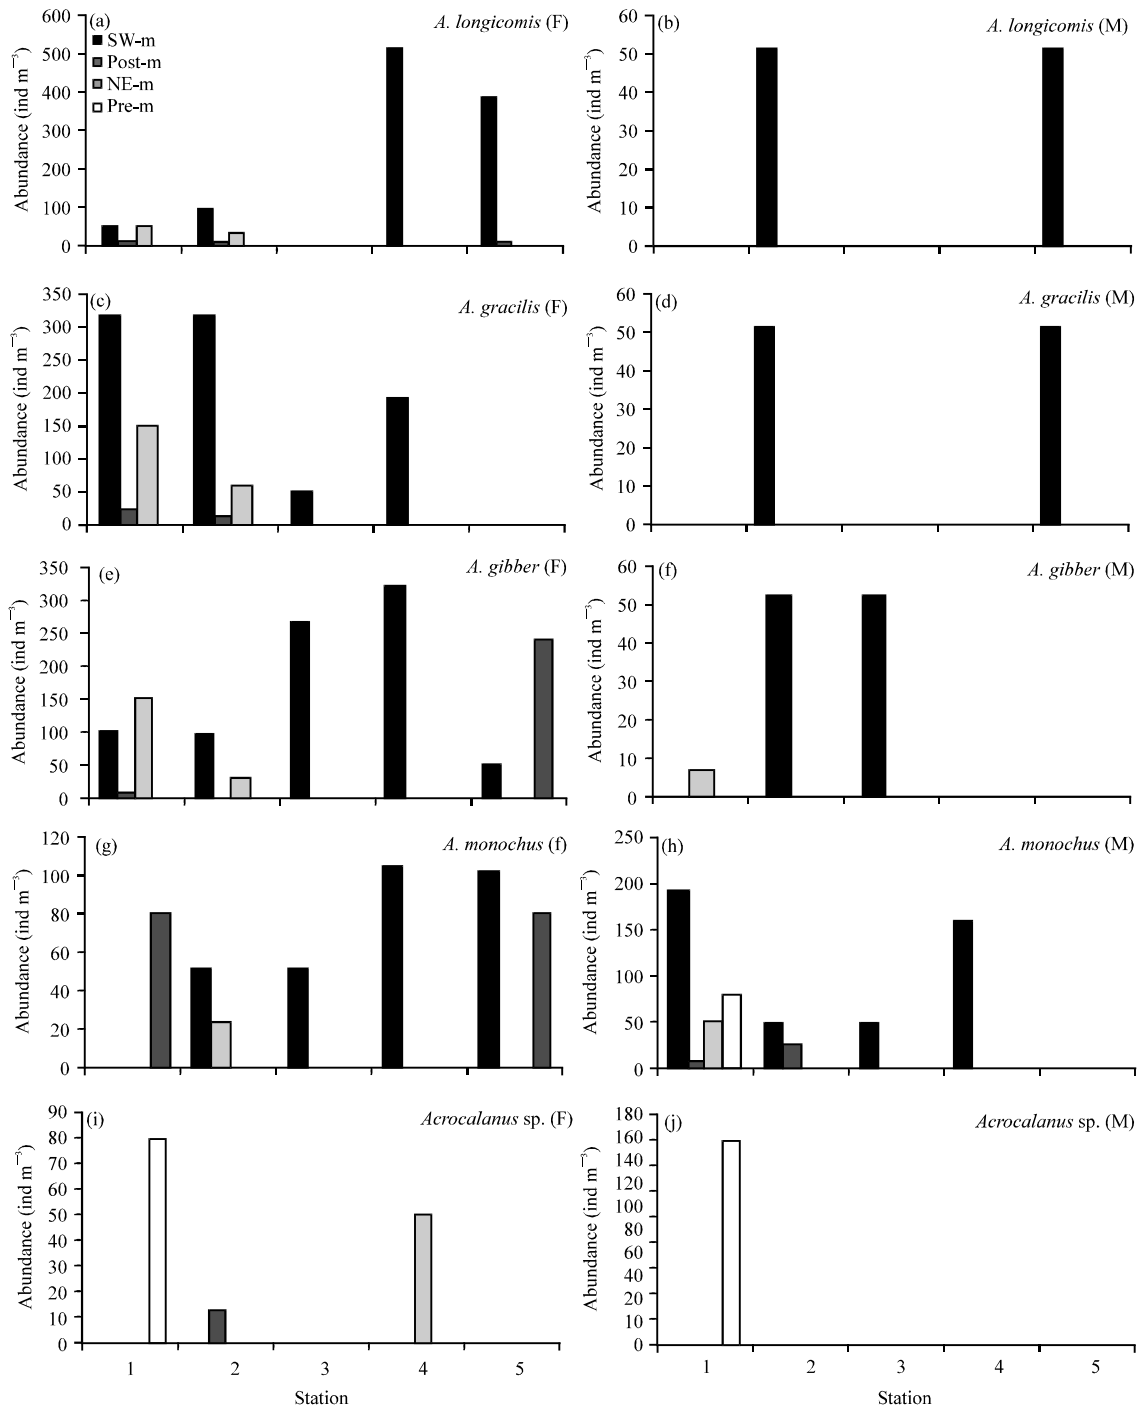 (a) A. longicomis (F)
SW-m
Post-m
NE-m
Pre-m
Abundance (ind m⁻³)
600
500
400
300
200
100
0
(b) A. longicomis (M)
Abundance (ind m⁻³)
60
50
40
30
20
10
0
(c) A. gracilis (F)
Abundance (ind m⁻³)
350
300
250
200
150
100
50
0
(d) A. gracilis (M)
Abundance (ind m⁻³)
60
50
40
30
20
10
0
(e) A. gibber (F)
Abundance (ind m⁻³)
350
300
250
200
150
100
50
0
(f) A. gibber (M)
Abundance (ind m⁻³)
60
50
40
30
20
10
0
(g) A. monochus (f)
Abundance (ind m⁻³)
120
100
80
60
40
20
0
(h) A. monochus (M)
Abundance (ind m⁻³)
250
200
150
100
50
0
(i) Acrocalanus sp. (F)
Abundance (ind m⁻³)
90
80
70
60
50
40
30
20
10
0
1 2 3 4 5
Station
(j) Acrocalanus sp. (M)
Abundance (ind m⁻³)
180
160
140
120
100
80
60
40
20
10
0
1 2 3 4 5
Station